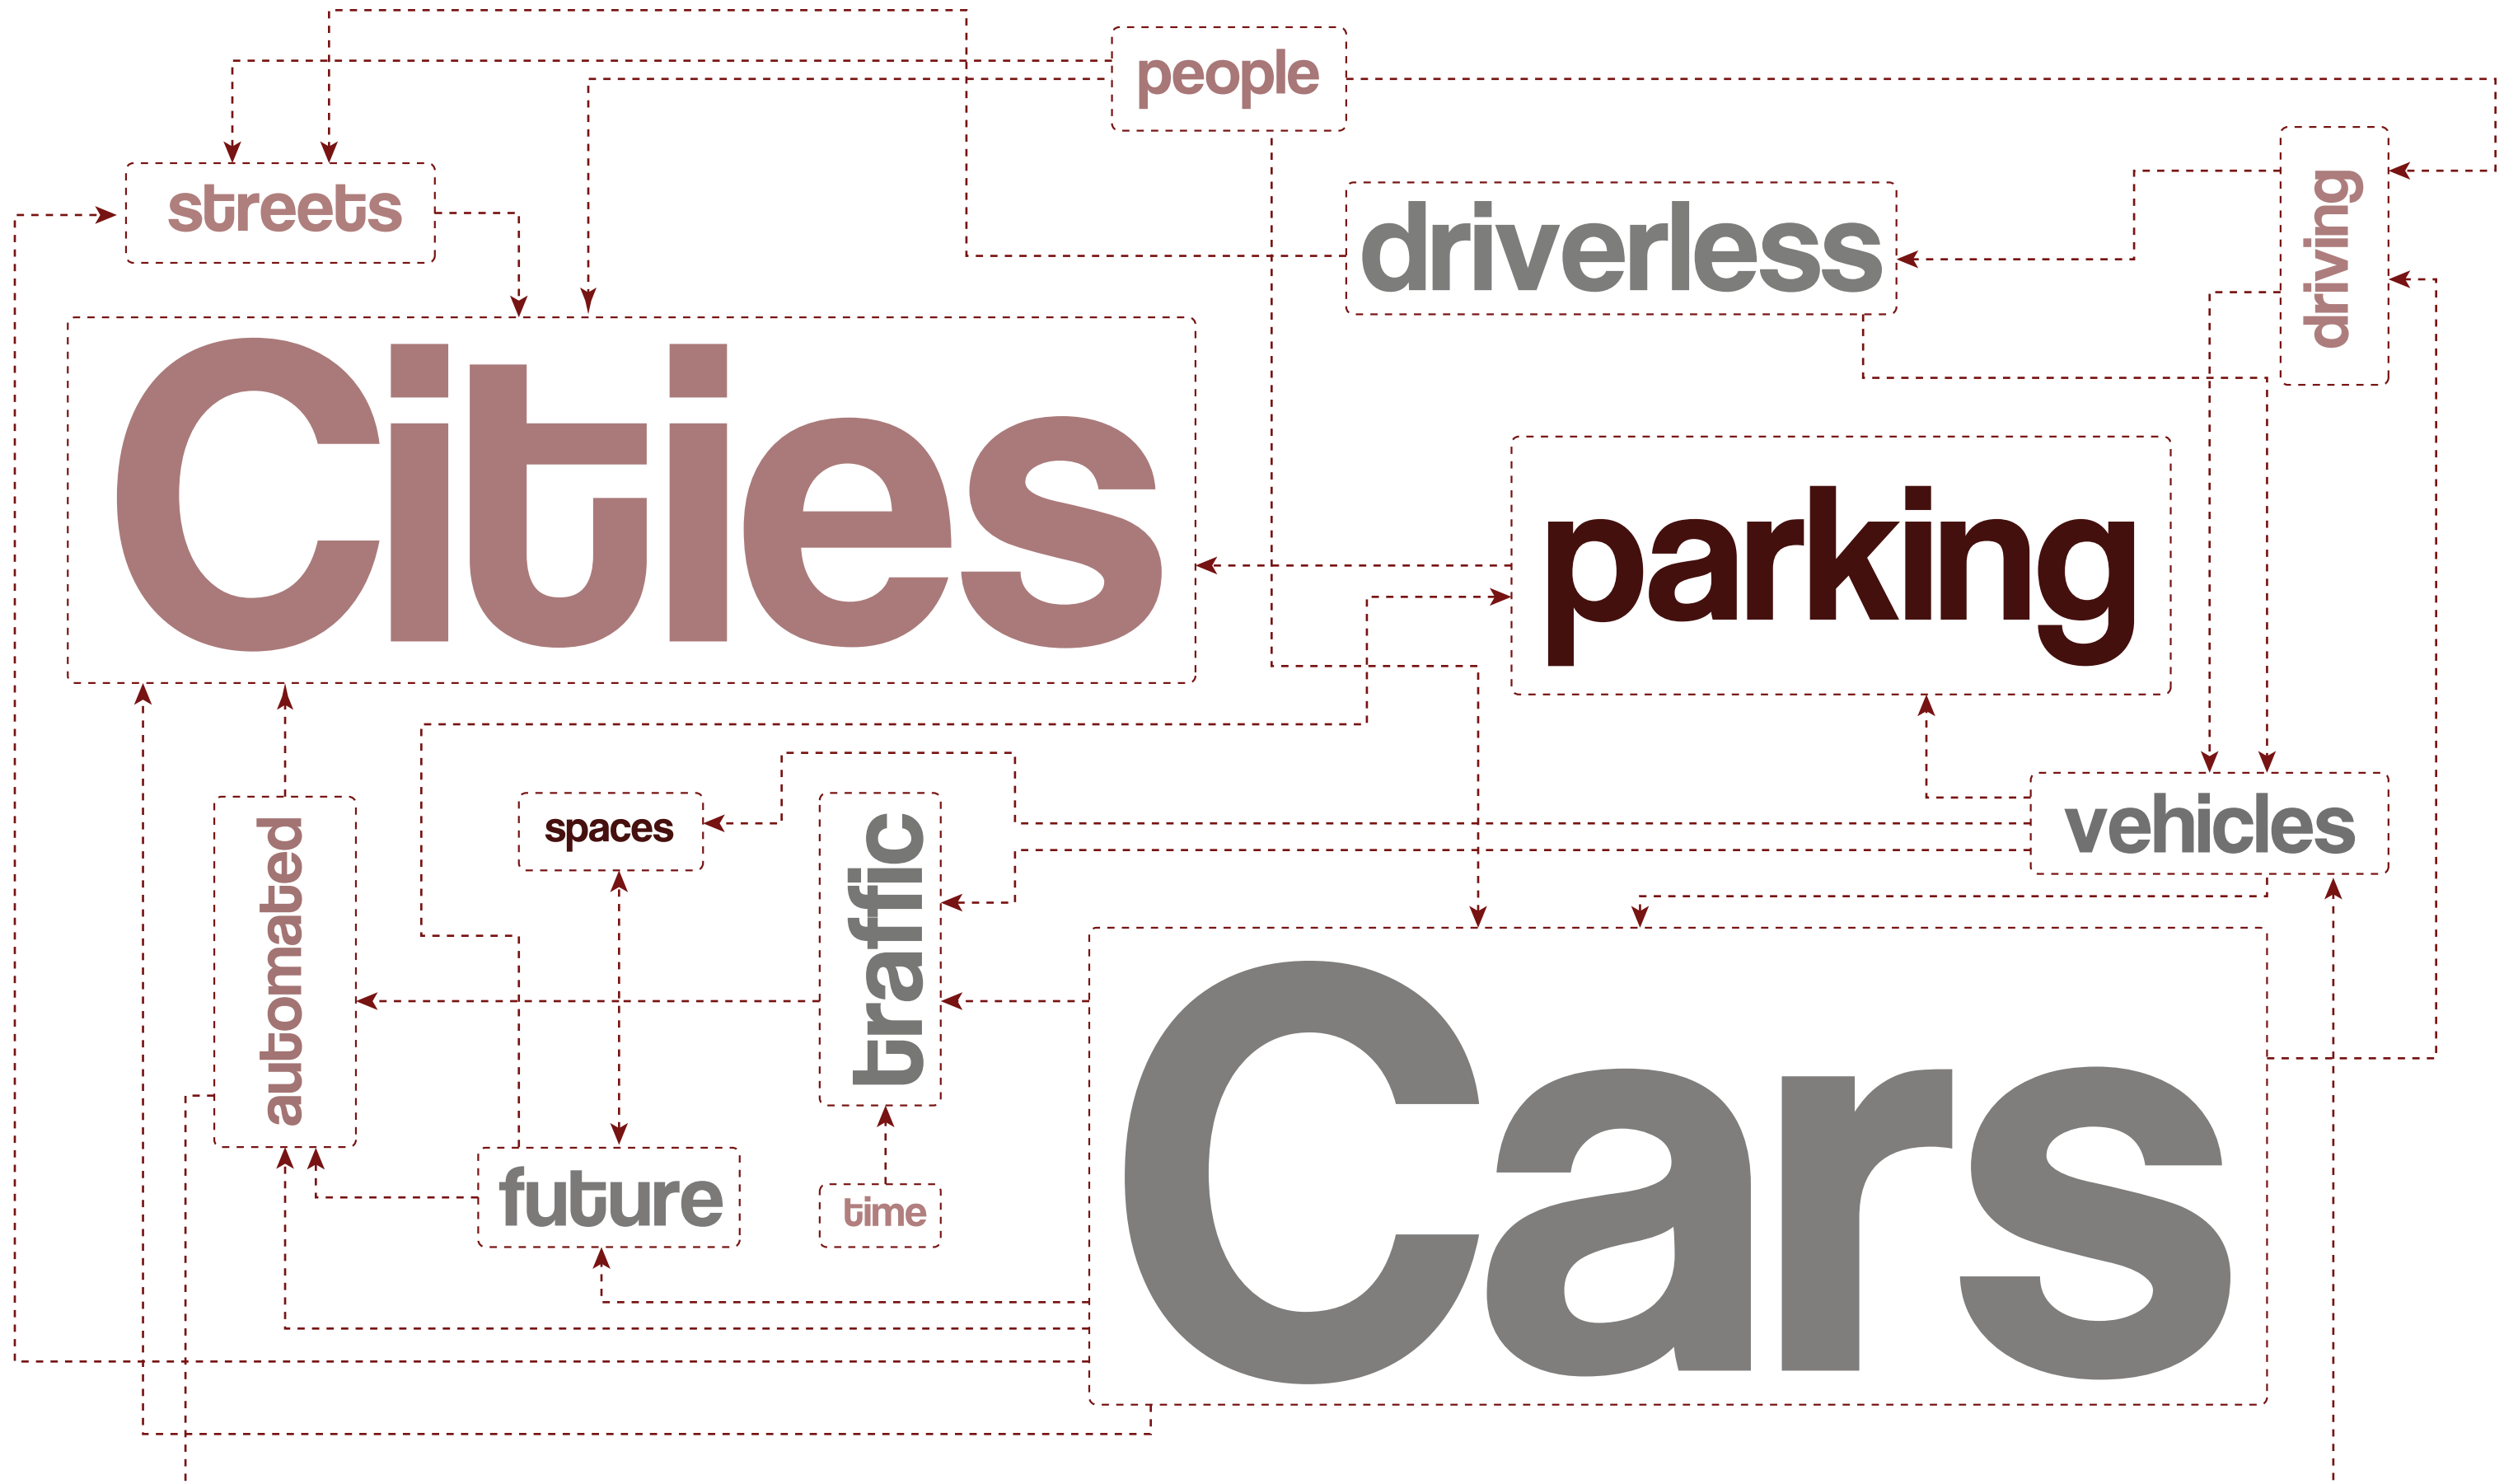 people
streets
driverless
driving
Cities
parking
spaces
traffic
vehicles
automated
future
time
Cars